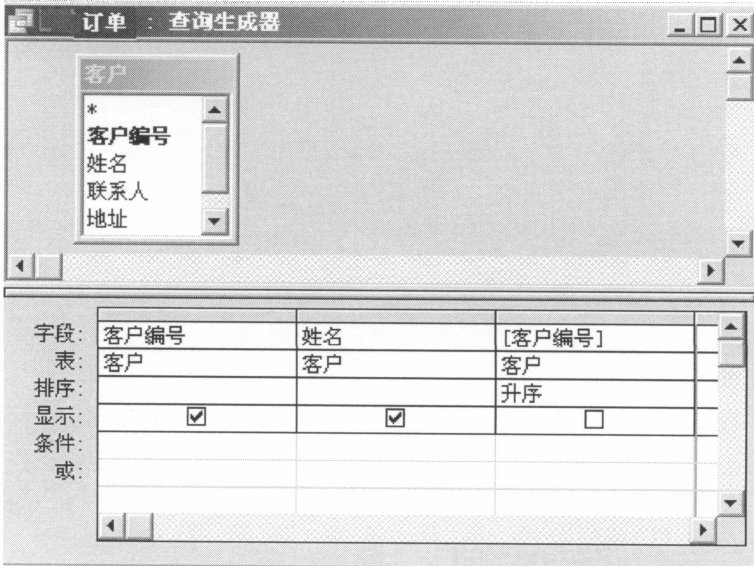 订单 : 查询生成器
客户
*
客户编号
姓名
联系人
地址
字段: 客户编号 姓名 [客户编号]
表: 客户 客户 客户
排序: 升序
显示:
条件:
或: